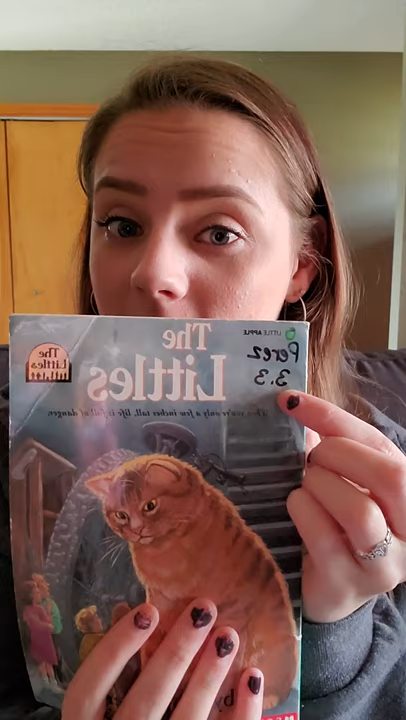 LITTLE APPLE
The
Littles
Perez
3.3
When you're only a few inches tall, life is full of danger.
The
Littles
by